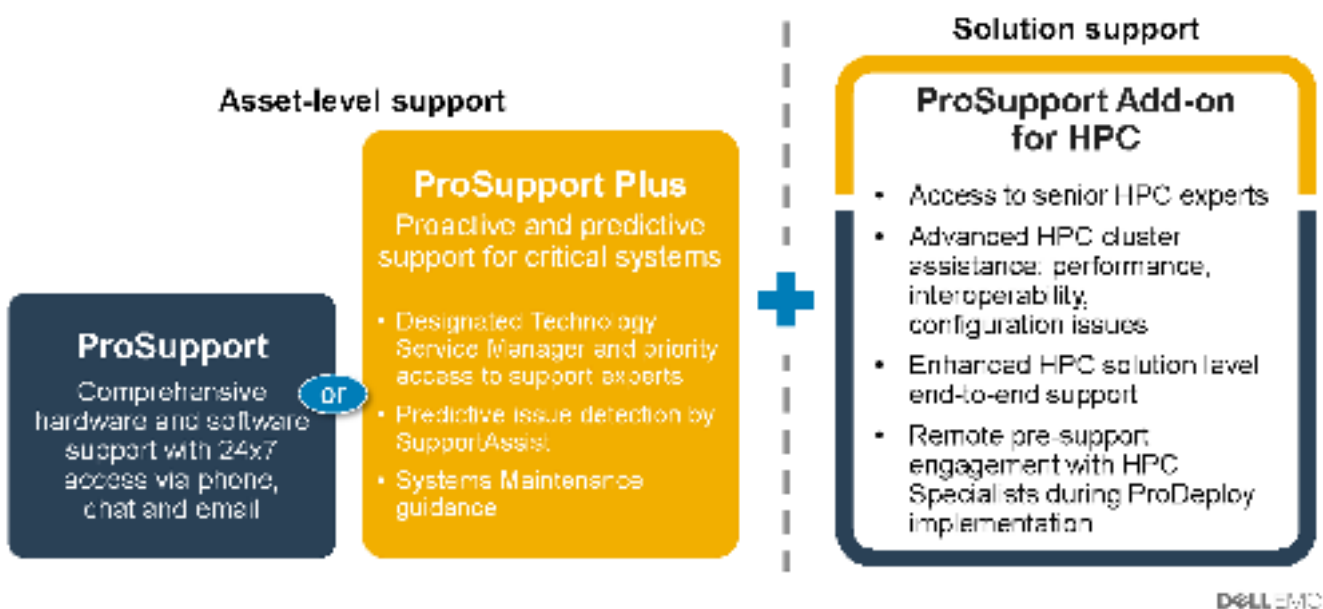 Asset-level support
ProSupport
Comprehensive
hardware and software
support with 24x7
access via phone,
chat and email
or
ProSupport Plus
Proactive and predictive
support for critical systems
• Designated Technology
Service Manager and priority
access to support experts
• Predictive issue detection by
SupportAssist
• Systems Maintenance
guidance
Solution support
ProSupport Add-on
for HPC
• Access to senior HPC experts
• Advanced HPC cluster
assistance: performance,
interoperability,
configuration issues
• Enhanced HPC solution level
end-to-end support
• Remote pre-support
engagement with HPC
Specialists during ProDeploy
implementation
DELL EMC